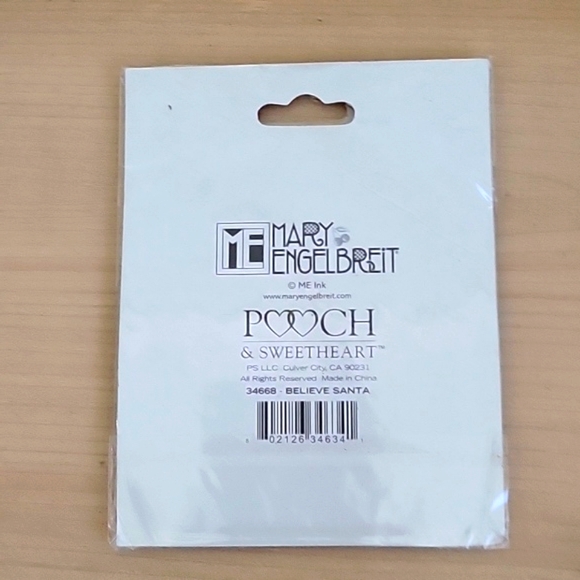 ME MARY
ENGELBREIT
© ME Ink
www.maryengelbreit.com
POOCH
& SWEETHEART™
PS LLC Culver City, CA 90231
All Rights Reserved Made in China
34668 - BELIEVE SANTA
02126 34634